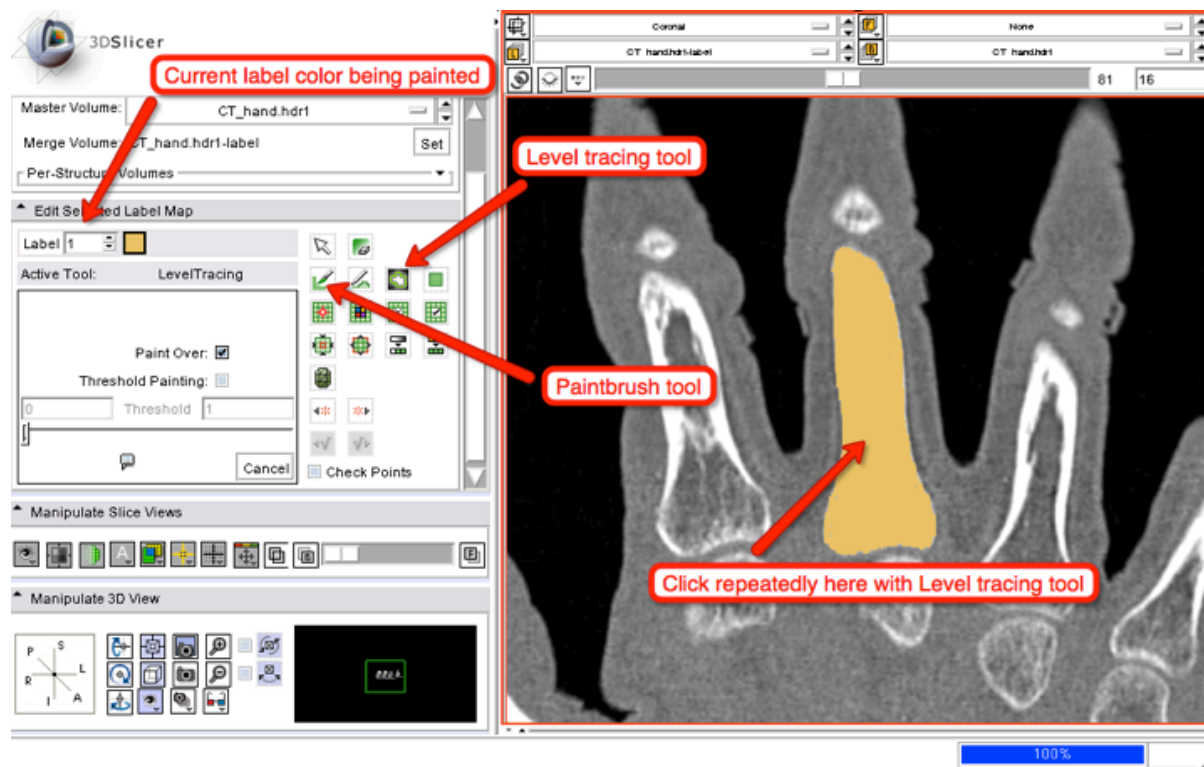 3DSlicer
Current label color being painted
Master Volume: CT_hand.hdr1
Merge Volume: CT_hand.hdr1-label Set
Per-Structure Volumes
Edit Selected Label Map
Label 1
Active Tool: LevelTracing
Paint Over:
Threshold Painting:
0 Threshold 1
Cancel
Check Points
Manipulate Slice Views
A
F
Manipulate 3D View
P S
R L
I A
Coronal None
CT_hand.hdr1-label CT_hand.hdr1
81 16
Level tracing tool
Paintbrush tool
Click repeatedly here with Level tracing tool
100%